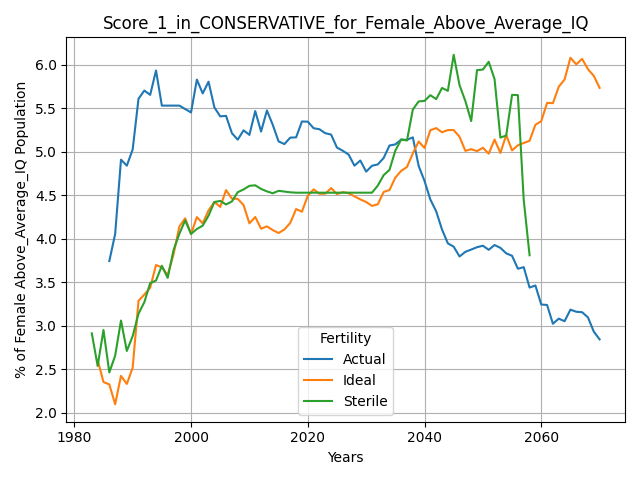 Score_1_in_CONSERVATIVE_for_Female_Above_Average_IQ
% of Female Above_Average_IQ Population
6.0
5.5
5.0
4.5
4.0
3.5
3.0
2.5
2.0
Fertility
Actual
Ideal
Sterile
1980
2000
2020
2040
2060
Years